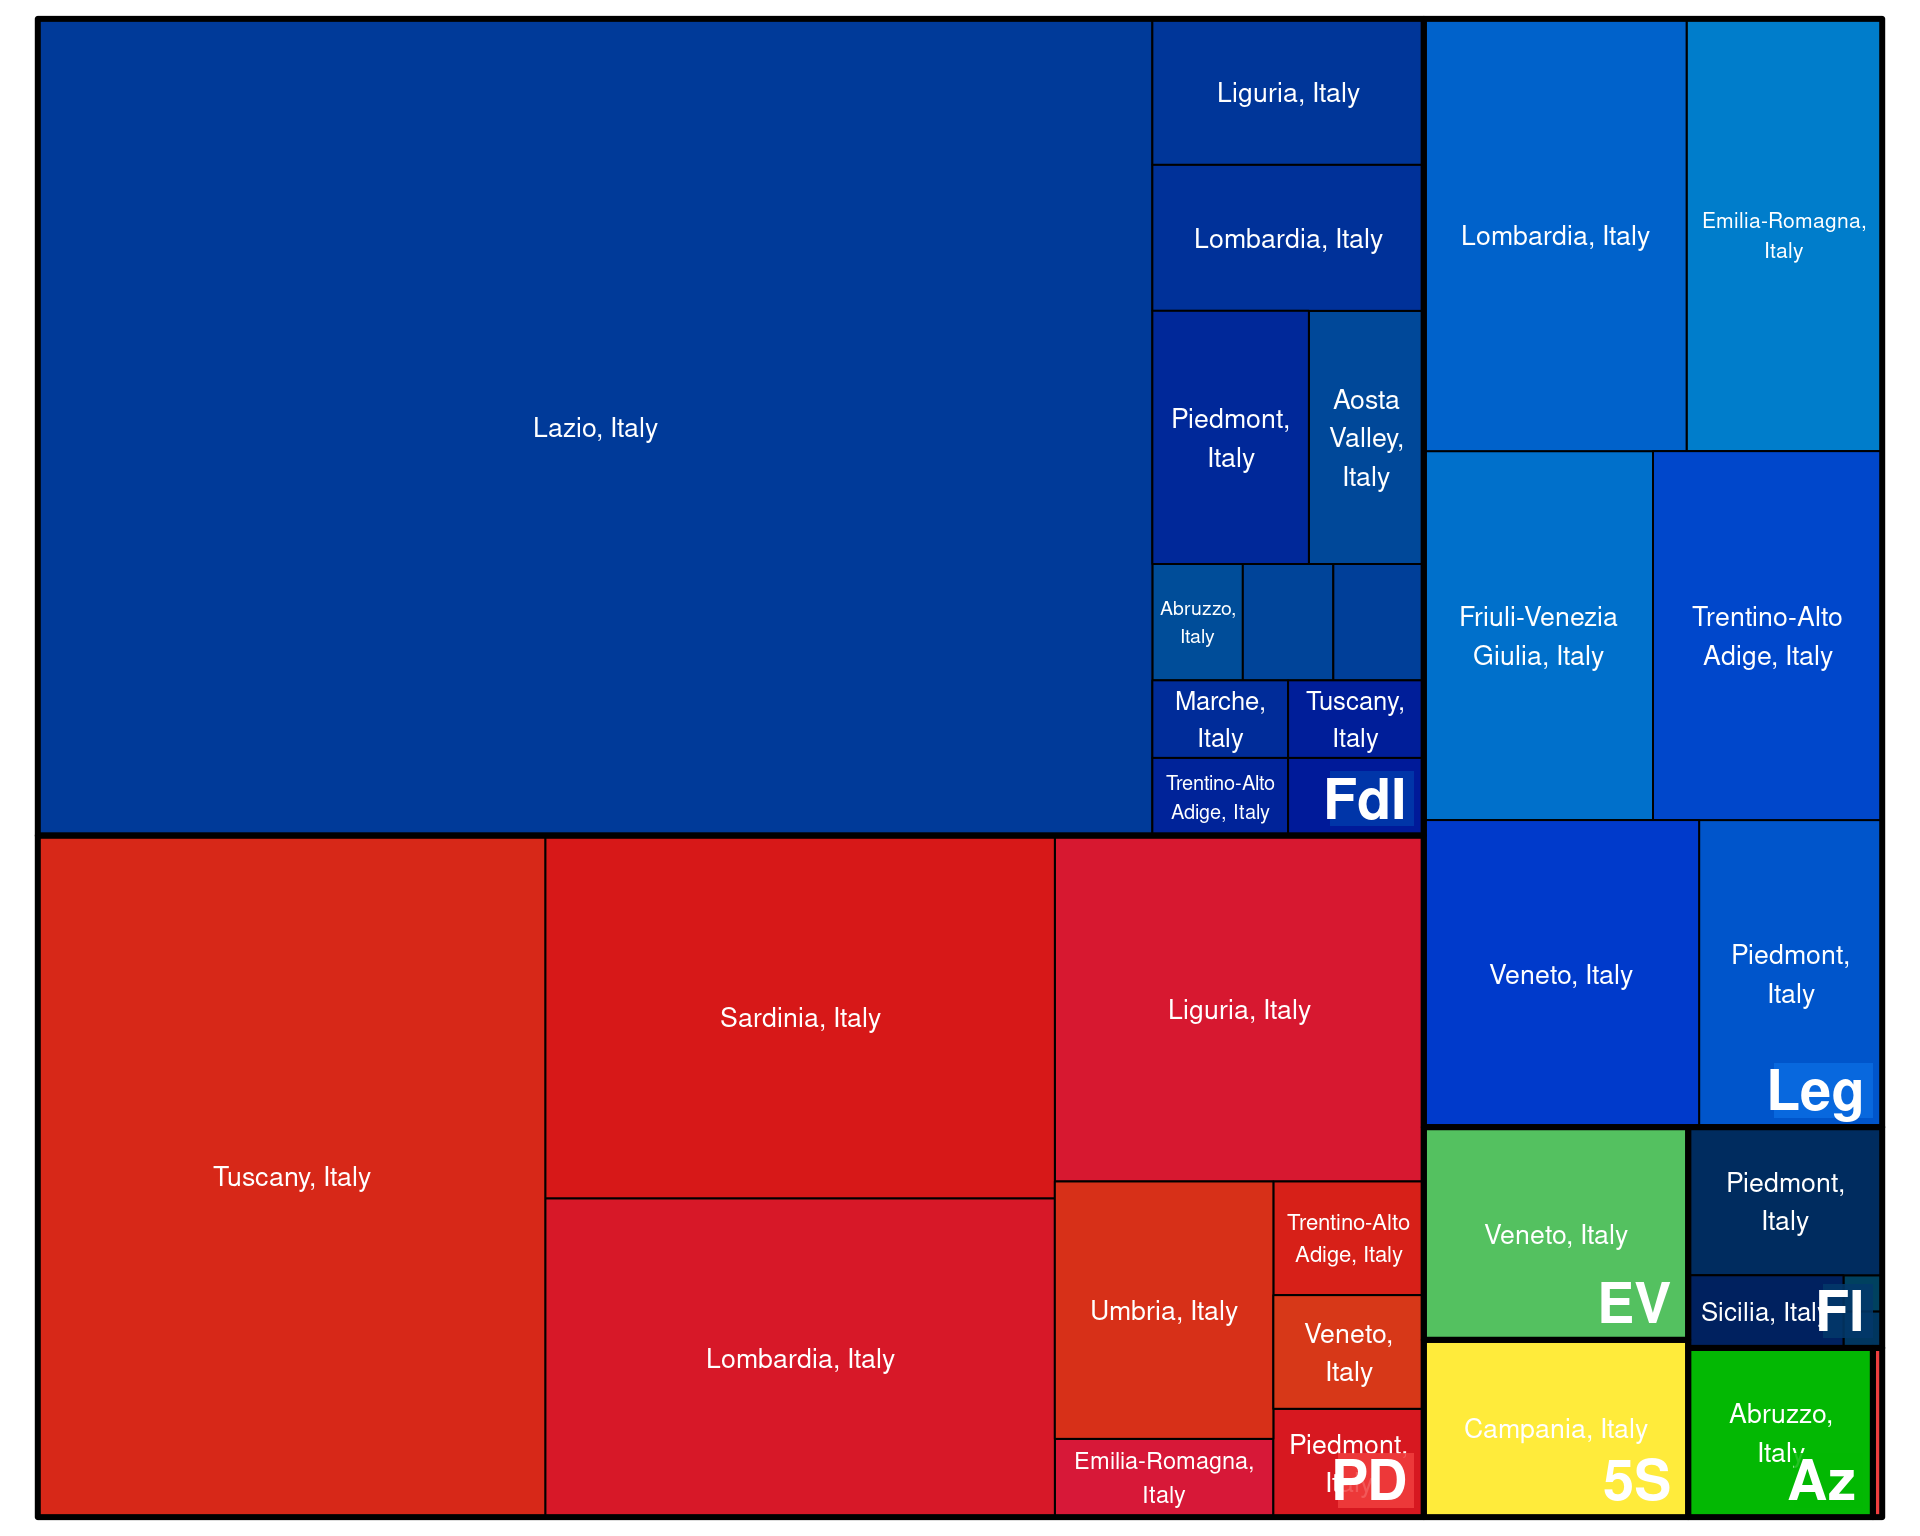 Lazio, Italy
Liguria, Italy
Lombardia, Italy
Piedmont,
Italy
Aosta
Valley,
Italy
Abruzzo,
Italy
Marche,
Italy
Tuscany,
Italy
Trentino-Alto
Adige, Italy
FdI
Lombardia, Italy
Emilia-Romagna,
Italy
Friuli-Venezia
Giulia, Italy
Trentino-Alto
Adige, Italy
Veneto, Italy
Piedmont,
Italy
Leg
Tuscany, Italy
Sardinia, Italy
Lombardia, Italy
Liguria, Italy
Umbria, Italy
Trentino-Alto
Adige, Italy
Veneto,
Italy
Emilia-Romagna,
Italy
Piedmont,
Italy
PD
Veneto, Italy
EV
Piedmont,
Italy
Sicilia, Italy
FI
Campania, Italy
5S
Abruzzo,
Italy
Az